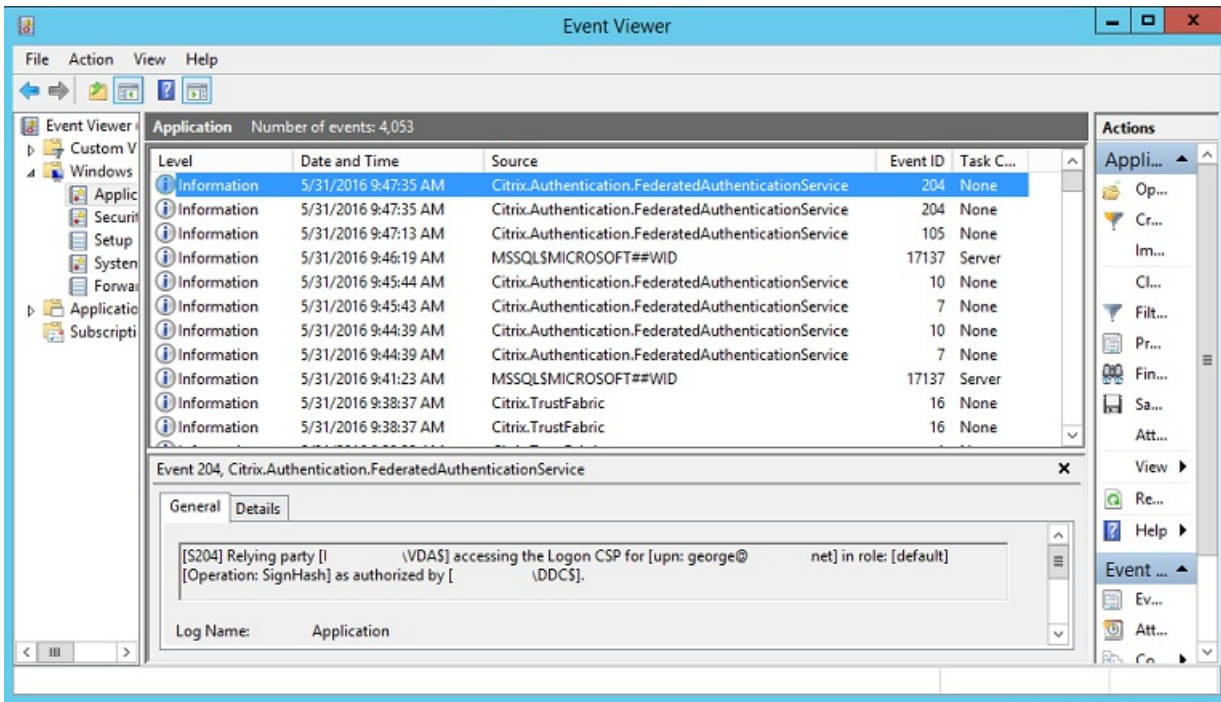 Event Viewer
File Action View Help
Event Viewer
Custom V
Windows
Applic
Securit
Setup
System
Forwar
Applicatio
Subscripti
Application Number of events: 4,053
Level Date and Time Source Event ID Task C...
Information 5/31/2016 9:47:35 AM Citrix.Authentication.FederatedAuthenticationService 204 None
Information 5/31/2016 9:47:35 AM Citrix.Authentication.FederatedAuthenticationService 204 None
Information 5/31/2016 9:47:13 AM Citrix.Authentication.FederatedAuthenticationService 105 None
Information 5/31/2016 9:46:19 AM MSSQL$MICROSOFT##WID 17137 Server
Information 5/31/2016 9:45:44 AM Citrix.Authentication.FederatedAuthenticationService 10 None
Information 5/31/2016 9:45:43 AM Citrix.Authentication.FederatedAuthenticationService 7 None
Information 5/31/2016 9:44:39 AM Citrix.Authentication.FederatedAuthenticationService 10 None
Information 5/31/2016 9:44:39 AM Citrix.Authentication.FederatedAuthenticationService 7 None
Information 5/31/2016 9:41:23 AM MSSQL$MICROSOFT##WID 17137 Server
Information 5/31/2016 9:38:37 AM Citrix.TrustFabric 16 None
Information 5/31/2016 9:38:37 AM Citrix.TrustFabric 16 None
Event 204, Citrix.Authentication.FederatedAuthenticationService
General Details
[S204] Relying party [I \VDA$] accessing the Logon CSP for [upn: george@ net] in role: [default]
[Operation: SignHash] as authorized by [ \DDC$].
Log Name: Application
Actions
Appli...
Op...
Cr...
Im...
Cl...
Filt...
Pr...
Fin...
Sa...
Att...
View
Re...
Help
Event ...
Ev...
Att...
Co...